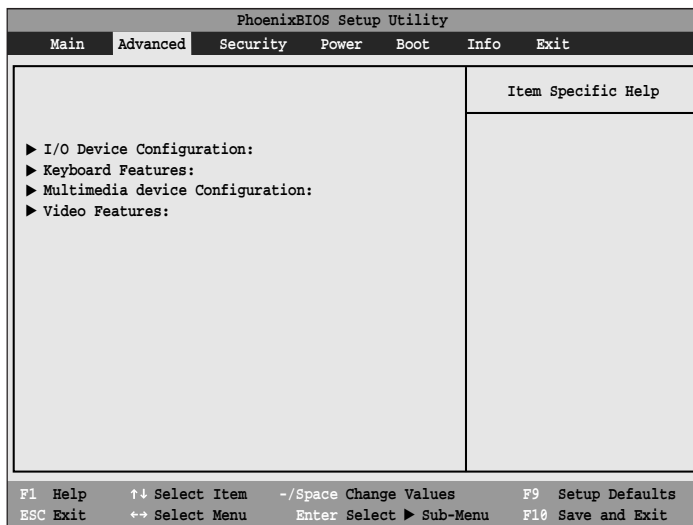 PhoenixBIOS Setup Utility
Main Advanced Security Power Boot Info Exit
Item Specific Help
▶ I/O Device Configuration:
▶ Keyboard Features:
▶ Multimedia device Configuration:
▶ Video Features:
F1 Help ↑↓ Select Item -/Space Change Values F9 Setup Defaults
ESC Exit ←→ Select Menu Enter Select ▶ Sub-Menu F10 Save and Exit